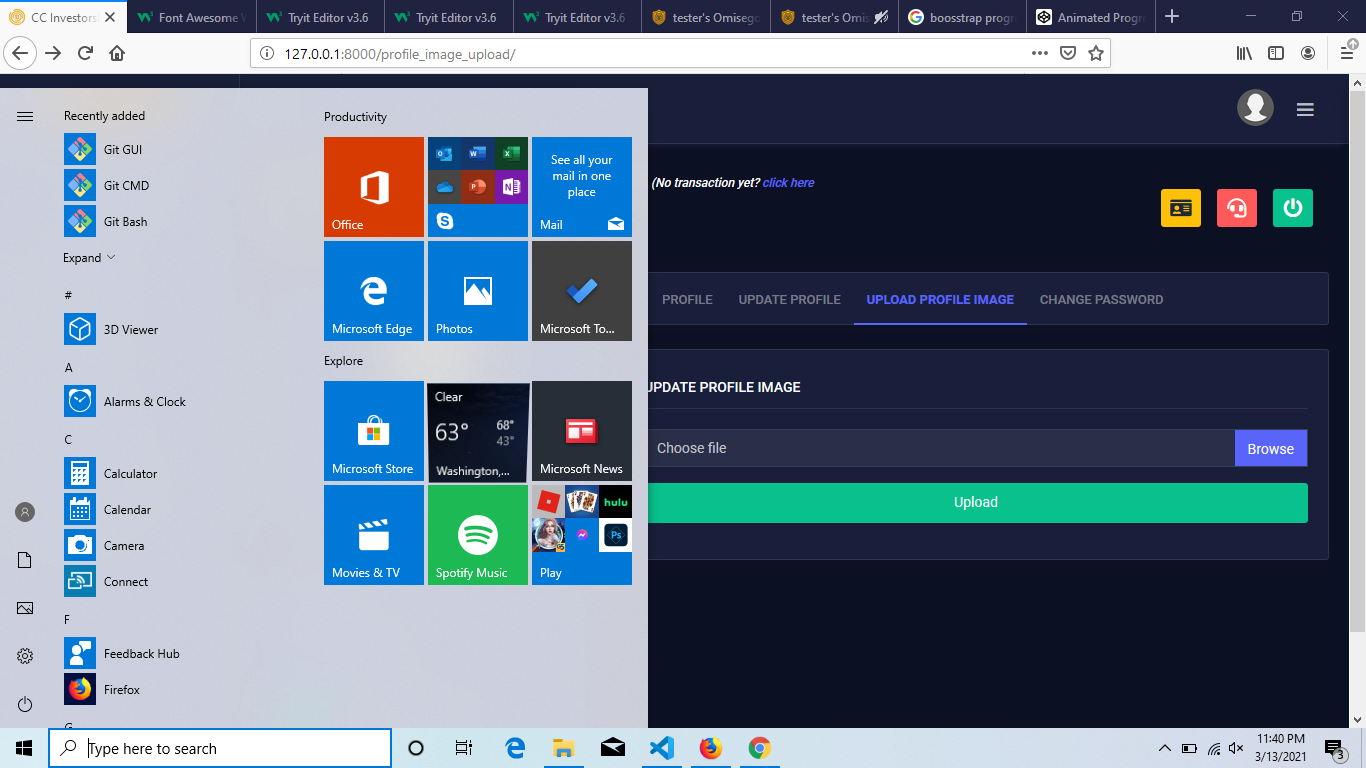 CC Investors
Font Awesome
Tryit Editor v3.6
Tryit Editor v3.6
Tryit Editor v3.6
tester's Omisego
tester's Omis
boosstrap progr
Animated Progre
127.0.0.1:8000/profile_image_upload/
Recently added
Git GUI
Git CMD
Git Bash
Expand
#
3D Viewer
A
Alarms & Clock
C
Calculator
Calendar
Camera
Connect
F
Feedback Hub
Firefox
G
Productivity
Office
See all your
mail in one
place
Mail
Microsoft Edge
Photos
Microsoft To...
Explore
Microsoft Store
Clear
63°
68°
43°
Washington,...
Microsoft News
Movies & TV
Spotify Music
hulu
Ps
Play
(No transaction yet? click here
PROFILE
UPDATE PROFILE
UPLOAD PROFILE IMAGE
CHANGE PASSWORD
UPDATE PROFILE IMAGE
Choose file
Browse
Upload
Type here to search
11:40 PM
3/13/2021
3